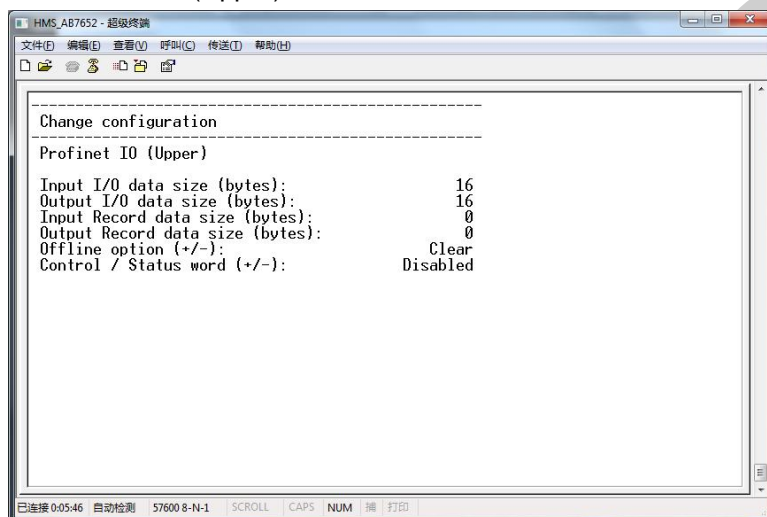 HMS_AB7652 - 超级终端
文件(F) 编辑(E) 查看(V) 呼叫(C) 传送(T) 帮助(H)
Change configuration
Profinet IO (Upper)
Input I/O data size (bytes): 16
Output I/O data size (bytes): 16
Input Record data size (bytes): 0
Output Record data size (bytes): 0
Offline option (+/-): Clear
Control / Status word (+/-): Disabled
已连接 0:05:46 自动检测 57600 8-N-1 SCROLL CAPS NUM 捕 打印